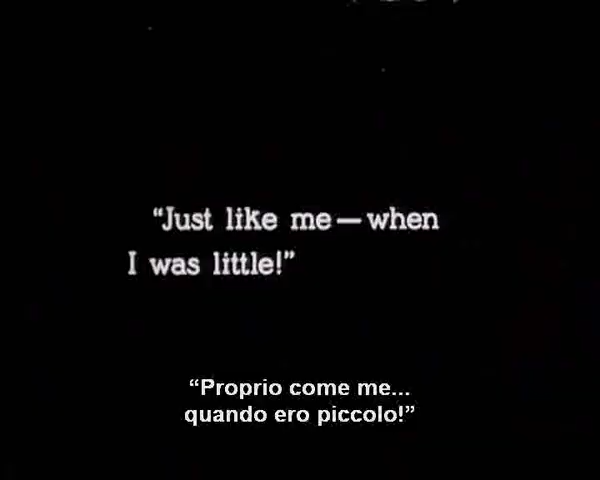 “Just like me—when
I was little!”
“Proprio come me...
quando ero piccolo!”